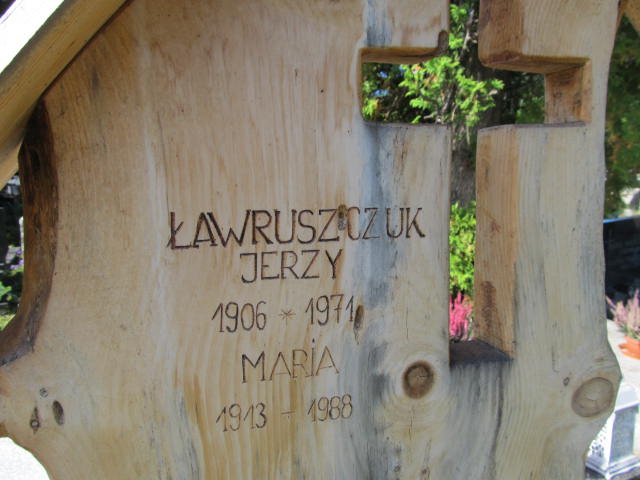 ŁAWRUSZCZUK
JERZY
1906 * 1971
MARiA
1913 - 1988